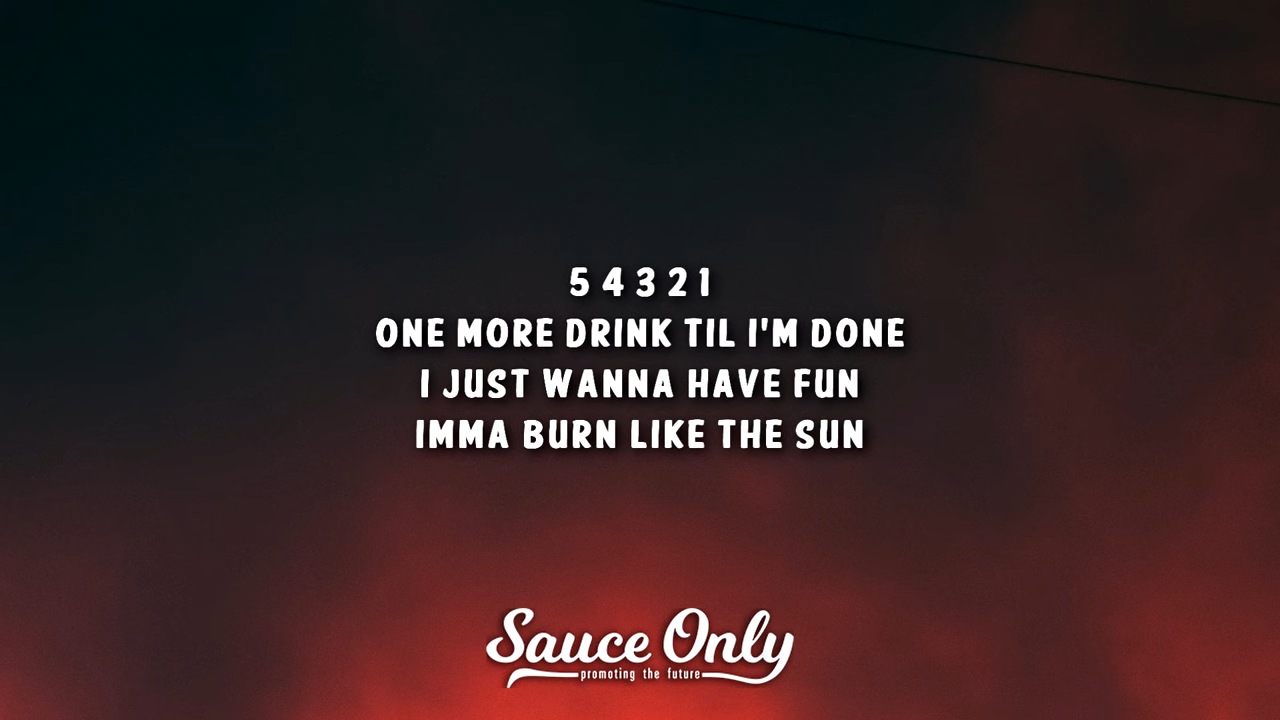 5 4 3 2 1
ONE MORE DRINK TIL I'M DONE
I JUST WANNA HAVE FUN
IMMA BURN LIKE THE SUN
Sauce Only
promoting the future